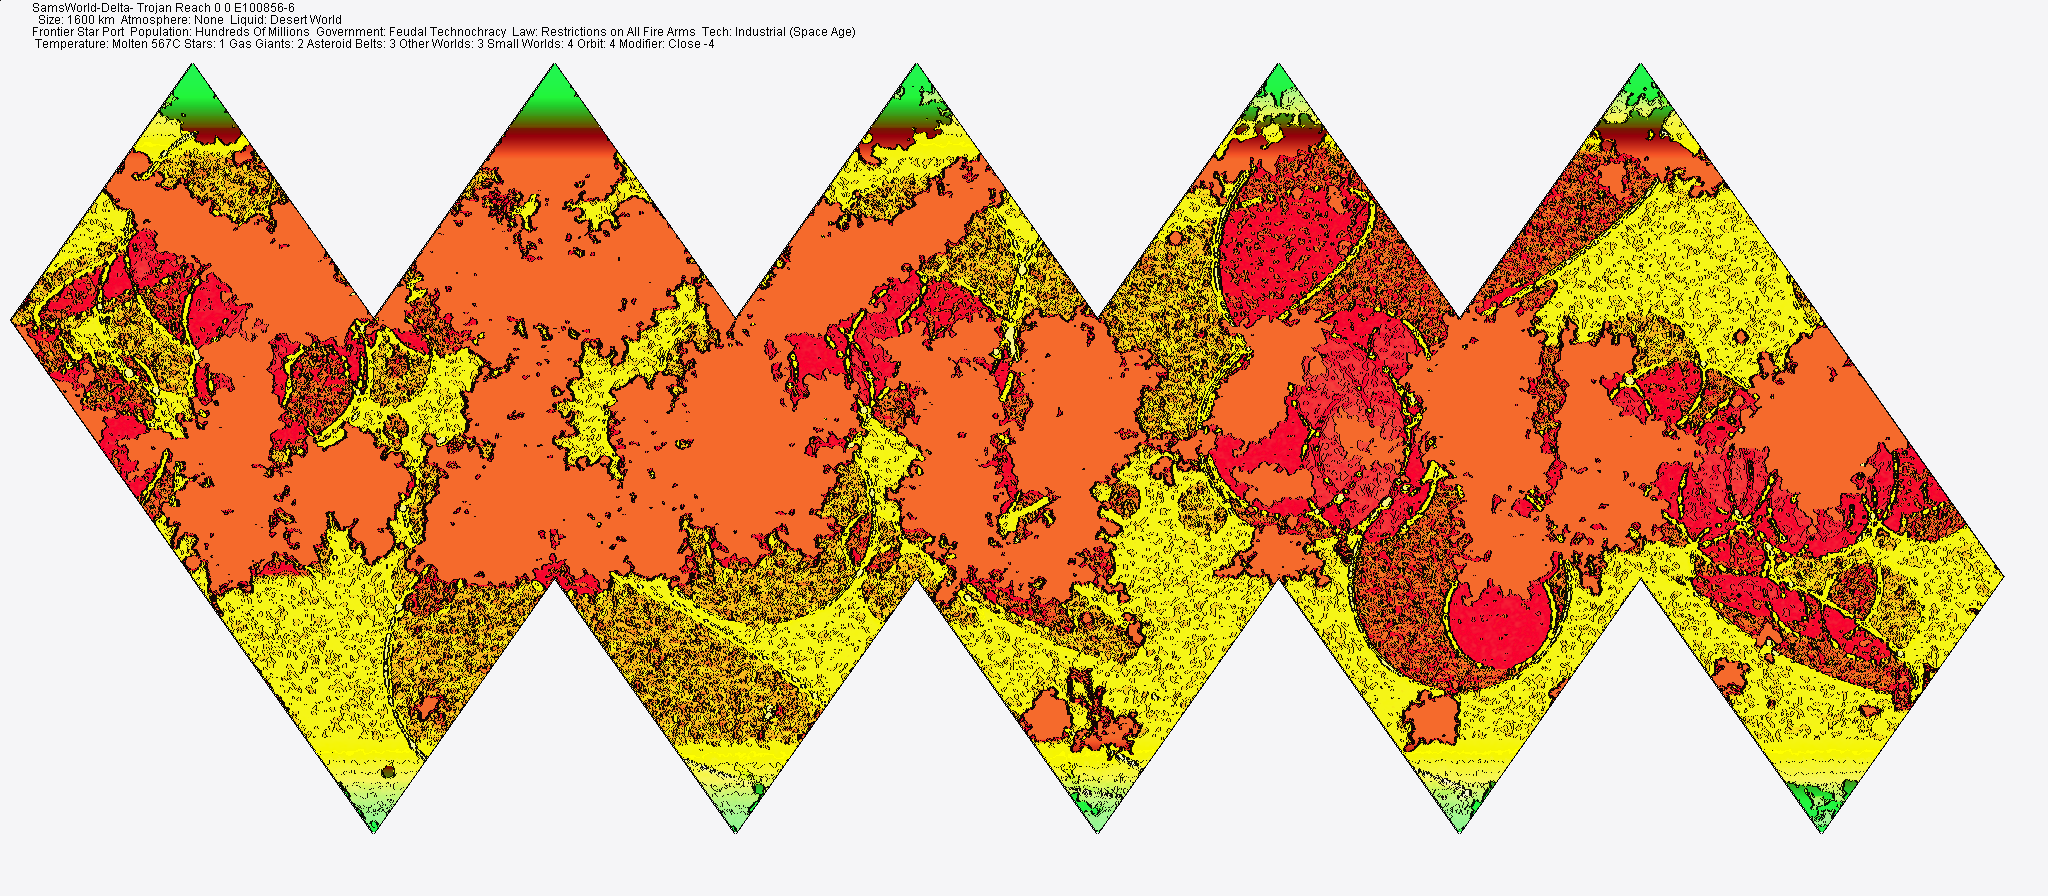 SamsWorld-Delta- Trojan Reach 0 0 E100856-6
Size: 1600 km Atmosphere: None Liquid: Desert World
Frontier Star Port Population: Hundreds Of Millions Government: Feudal Technochracy Law: Restrictions on All Fire Arms Tech: Industrial (Space Age)
Temperature: Molten 567C Stars: 1 Gas Giants: 2 Asteroid Belts: 3 Other Worlds: 3 Small Worlds: 4 Orbit: 4 Modifier: Close -4